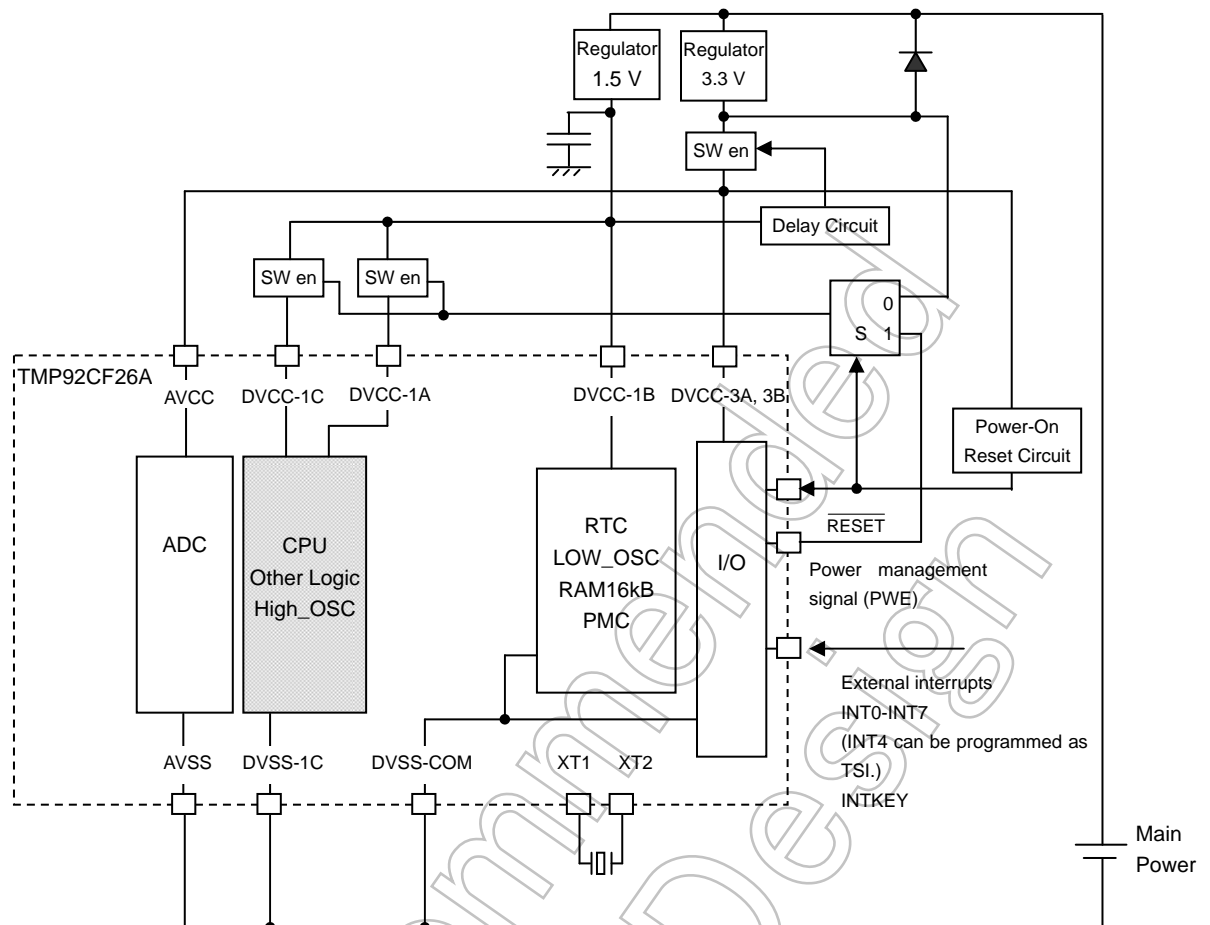 Regulator
1.5 V
Regulator
3.3 V
SW en
Delay Circuit
SW en
SW en
0
S 1
TMP92CF26A
AVCC
DVCC-1C
DVCC-1A
DVCC-1B
DVCC-3A, 3B
Power-On
Reset Circuit
ADC
CPU
Other Logic
High_OSC
RTC
LOW_OSC
RAM16kB
PMC
I/O
RESET
Power management
signal (PWE)
External interrupts
INT0-INT7
(INT4 can be programmed as
TSI.)
INTKEY
AVSS
DVSS-1C
DVSS-COM
XT1
XT2
Main
Power
ommended
Design